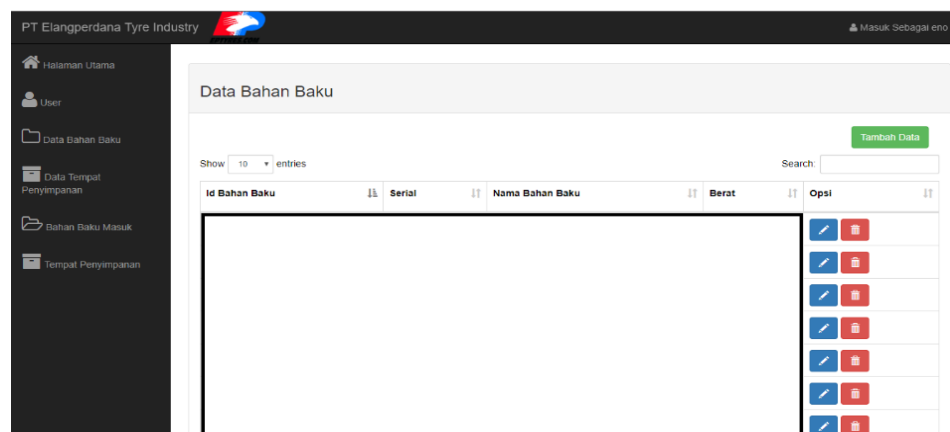 PT Elangperdana Tyre Industry
Masuk Sebagai eno
Halaman Utama
User
Data Bahan Baku
Data Tempat
Penyimpanan
Bahan Baku Masuk
Tempat Penyimpanan
Data Bahan Baku
Tambah Data
Show 10 entries
Search:
Id Bahan Baku Serial Nama Bahan Baku Berat Opsi